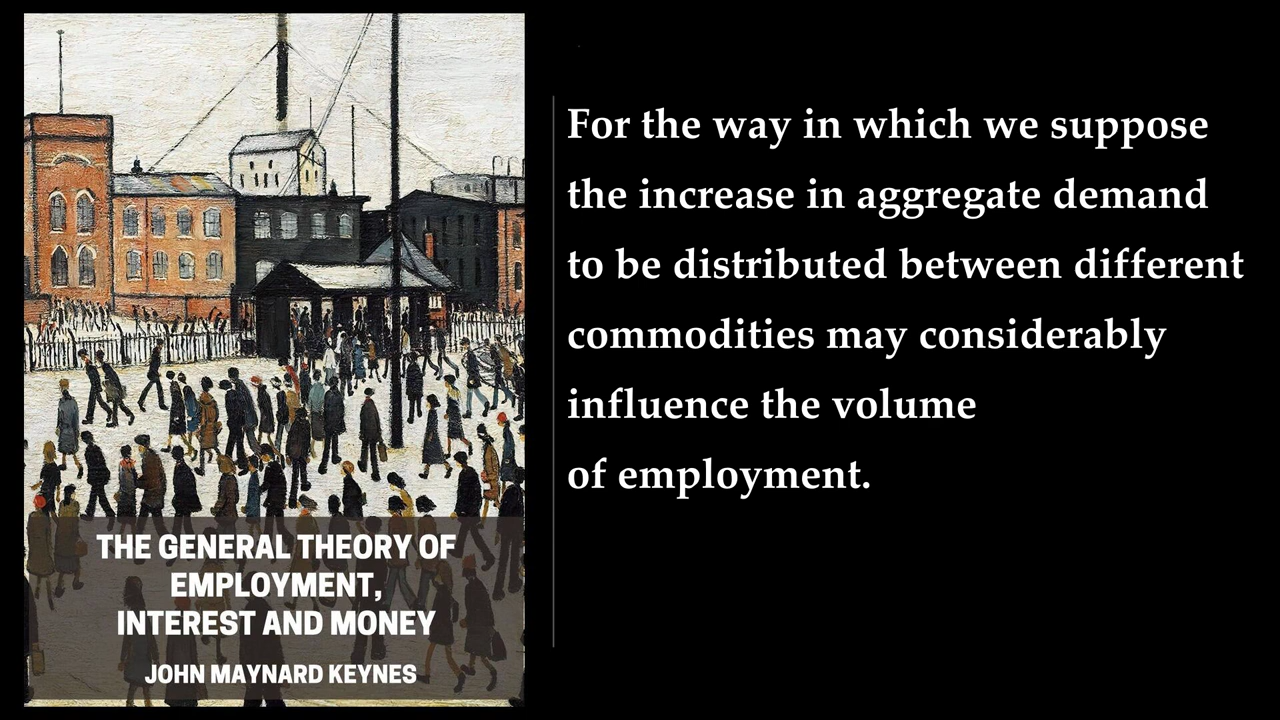 THE GENERAL THEORY OF
EMPLOYMENT,
INTEREST AND MONEY
JOHN MAYNARD KEYNES
For the way in which we suppose
the increase in aggregate demand
to be distributed between different
commodities may considerably
influence the volume
of employment.